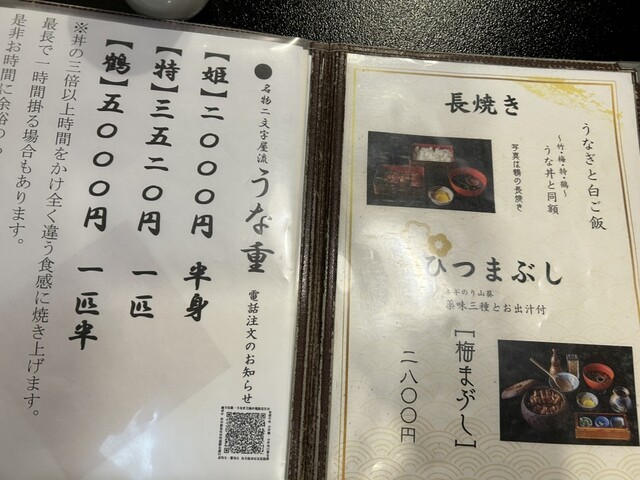 長焼き
うなぎと白ご飯
～竹・梅・特・鶴～
うな丼と同額
写真は鶴の長焼き
ひつまぶし
薬味三種とお出汁付
【梅まぶし】
二八〇〇円
●名物二文字屋流 うな重 電話注文のお知らせ
【姫】二〇〇〇円 半身
【特】三五二〇円 一匹
【鶴】五〇〇〇円 一匹半
※丼の三倍以上時間をかけ全く違う食感に焼き上げます。
最長で一時間掛る場合もあります。
是非お時間に余裕の